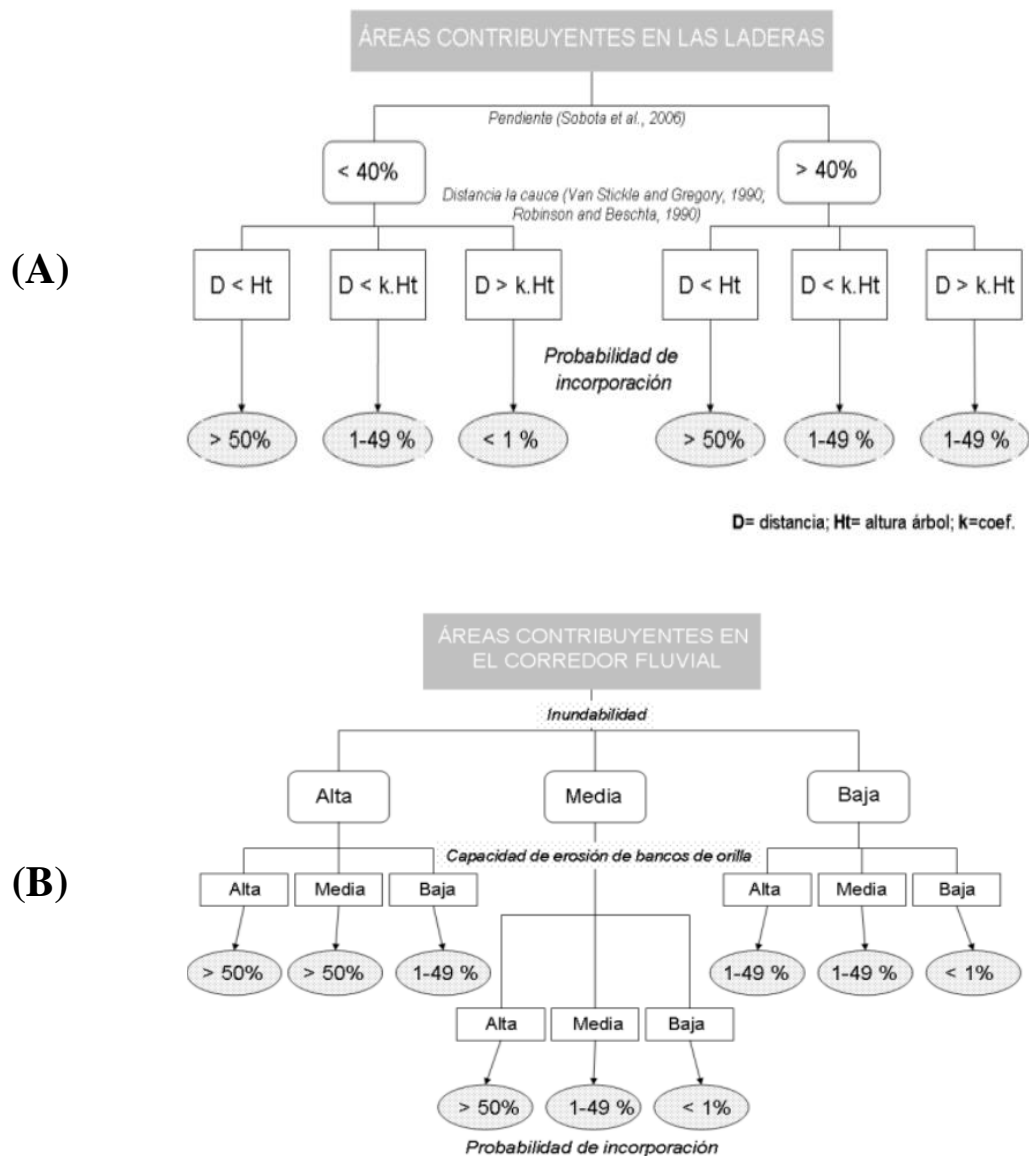 ÁREAS CONTRIBUYENTES EN LAS LADERAS
Pendiente (Sobota et al., 2006)
< 40%
> 40%
Distancia la cauce (Van Stickle and Gregory, 1990;
Robinson and Beschta, 1990)
(A)
D < Ht
D < k.Ht
D > k.Ht
D < Ht
D < k.Ht
D > k.Ht
Probabilidad de
incorporación
> 50%
1-49 %
< 1 %
> 50%
1-49 %
1-49 %
D= distancia; Ht= altura árbol; k=coef.
ÁREAS CONTRIBUYENTES EN
EL CORREDOR FLUVIAL
Inundabilidad
Alta
Media
Baja
Capacidad de erosión de bancos de orilla
(B)
Alta
Media
Baja
Alta
Media
Baja
> 50%
> 50%
1-49 %
1-49 %
1-49 %
< 1%
Alta
Media
Baja
> 50%
1-49 %
< 1%
Probabilidad de incorporación